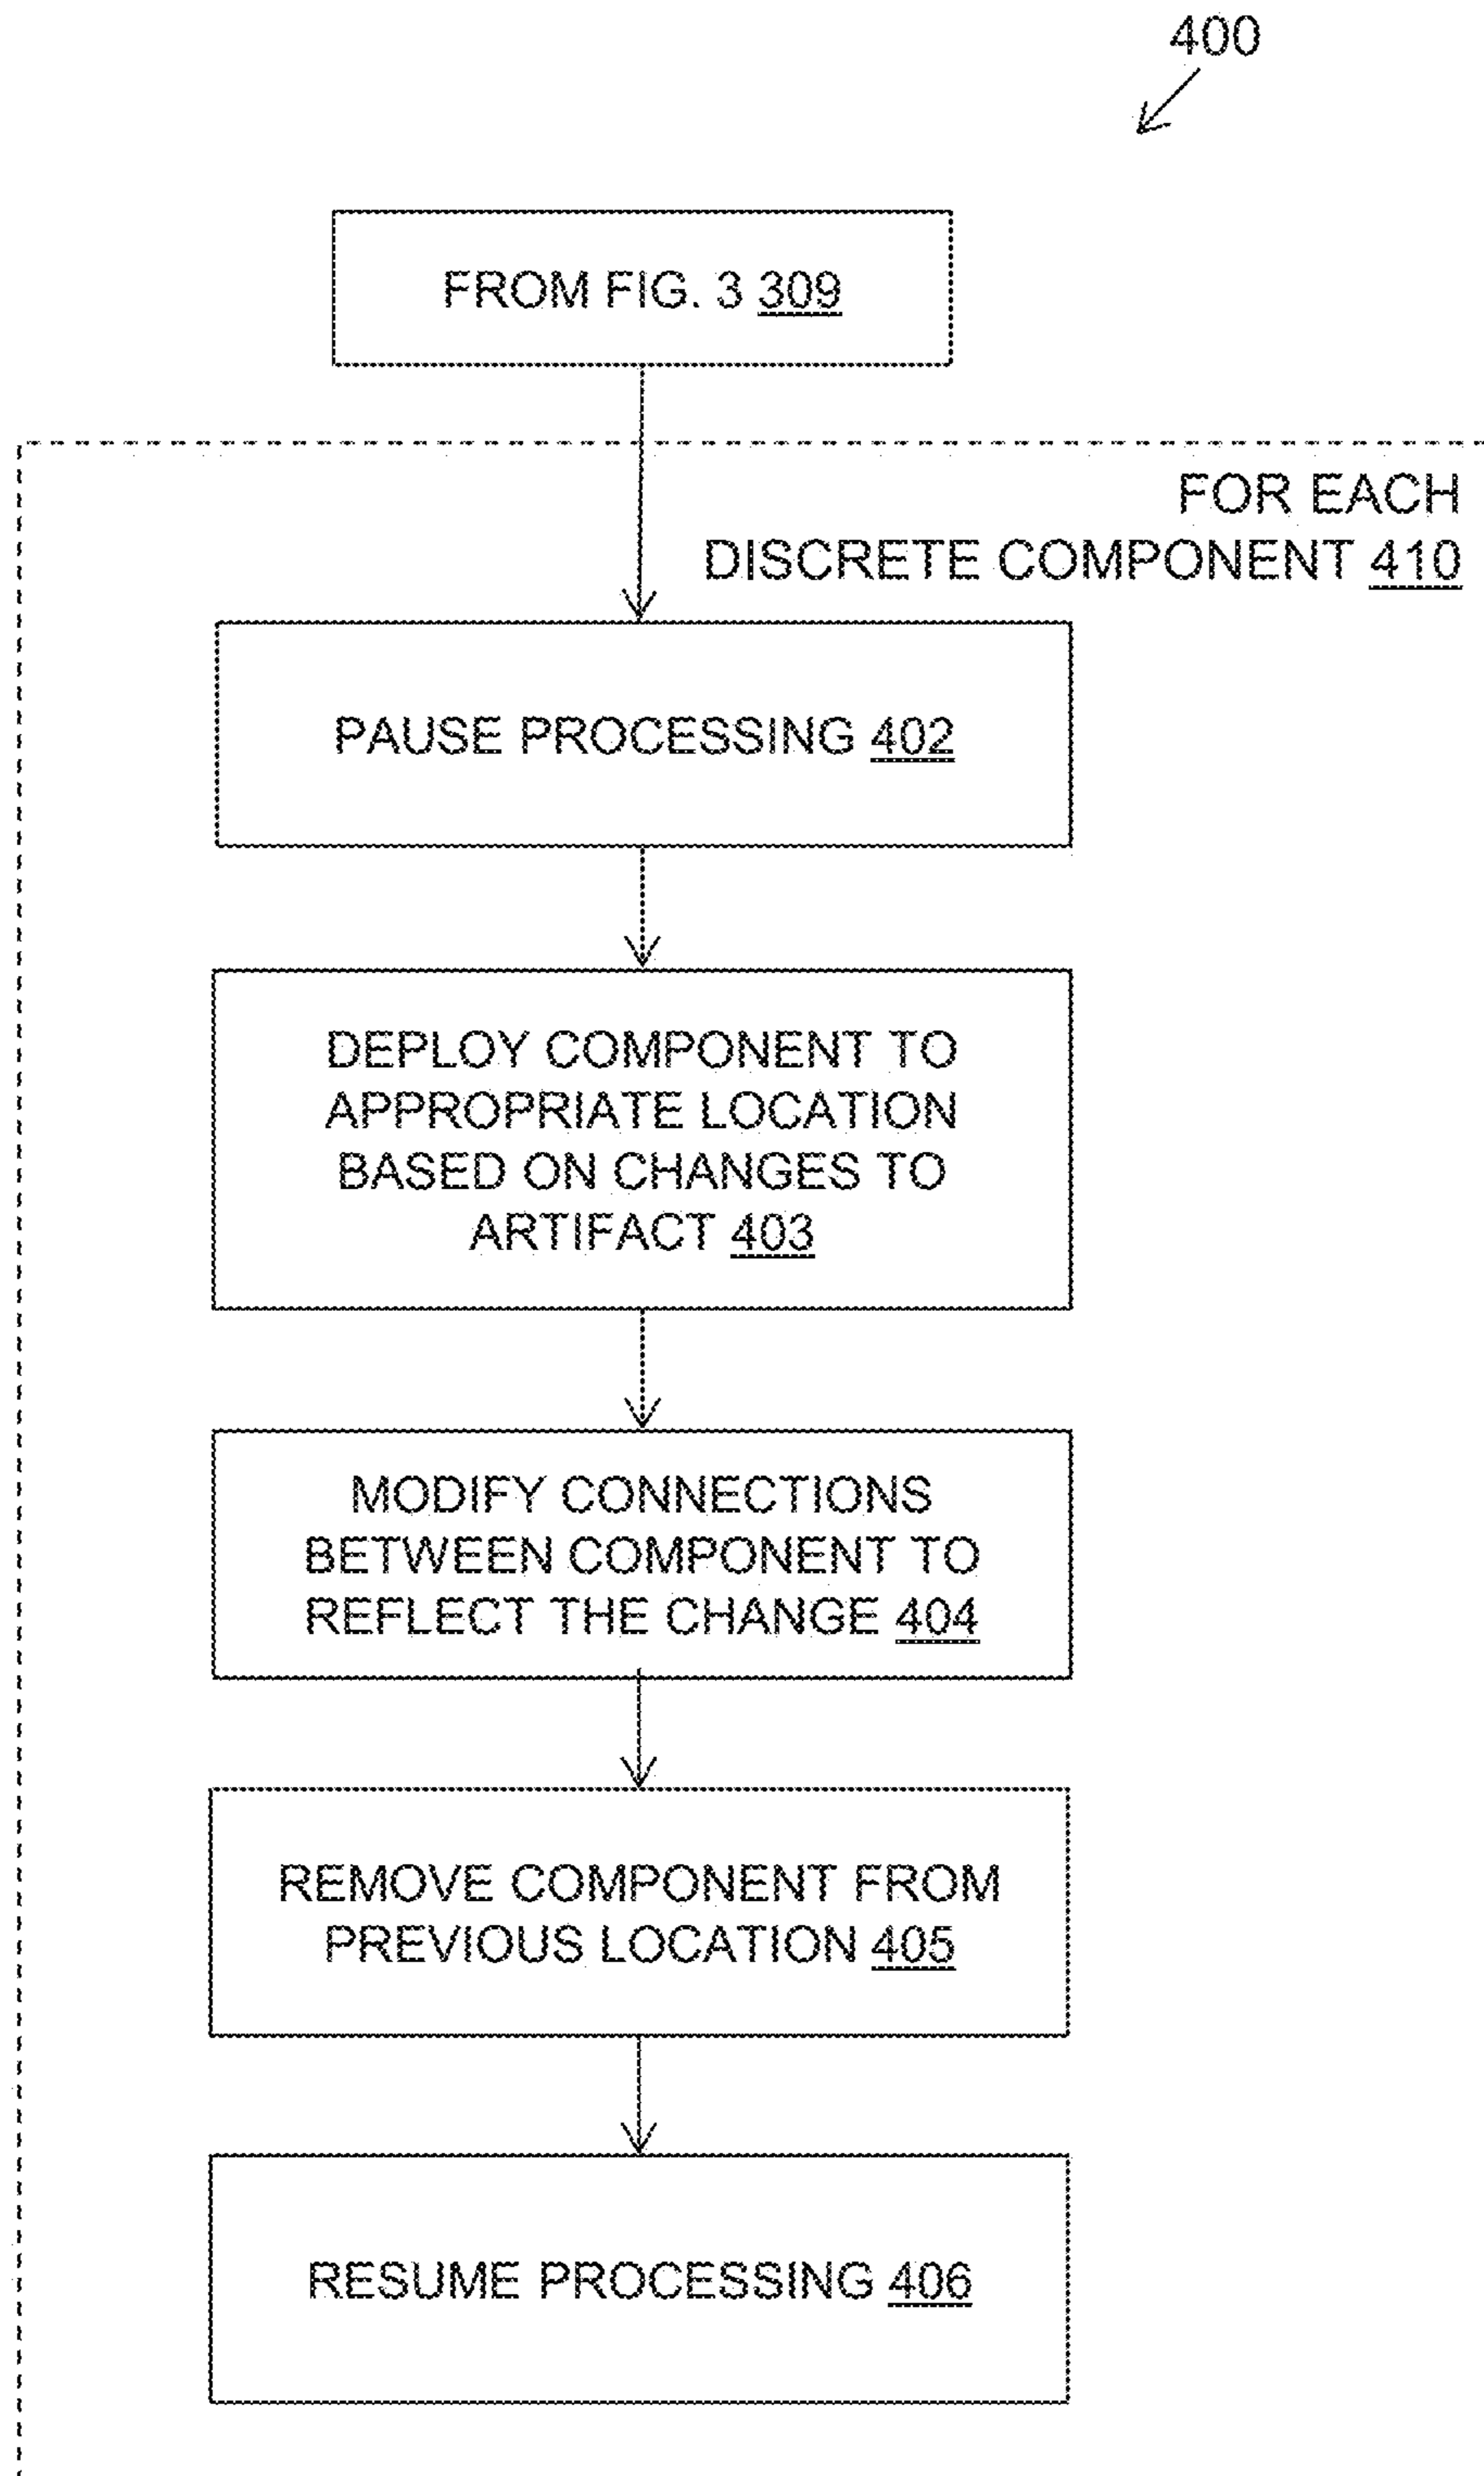 400
FROM FIG. 3 309
FOR EACH
DISCRETE COMPONENT 410
PAUSE PROCESSING 402
DEPLOY COMPONENT TO
APPROPRIATE LOCATION
BASED ON CHANGES TO
ARTIFACT 403
MODIFY CONNECTIONS
BETWEEN COMPONENT TO
REFLECT THE CHANGE 404
REMOVE COMPONENT FROM
PREVIOUS LOCATION 405
RESUME PROCESSING 406